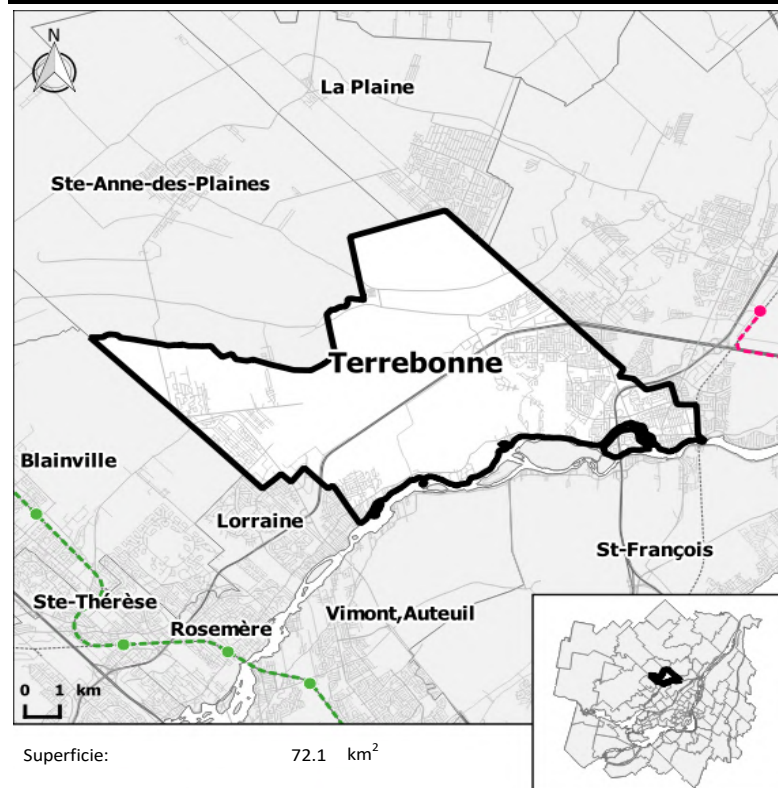 N
La Plaine
Ste-Anne-des-Plaines
Terrebonne
Blainville
Lorraine
St-François
Ste-Thérèse
Rosemère
Vimont,Auteuil
0 1 km
Superficie: 72.1 km²